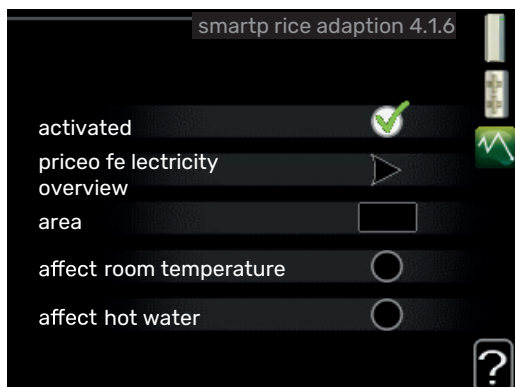 smartp rice adaption 4.1.6
activated
priceo fe lectricity
overview
area
affect room temperature
affect hot water
?